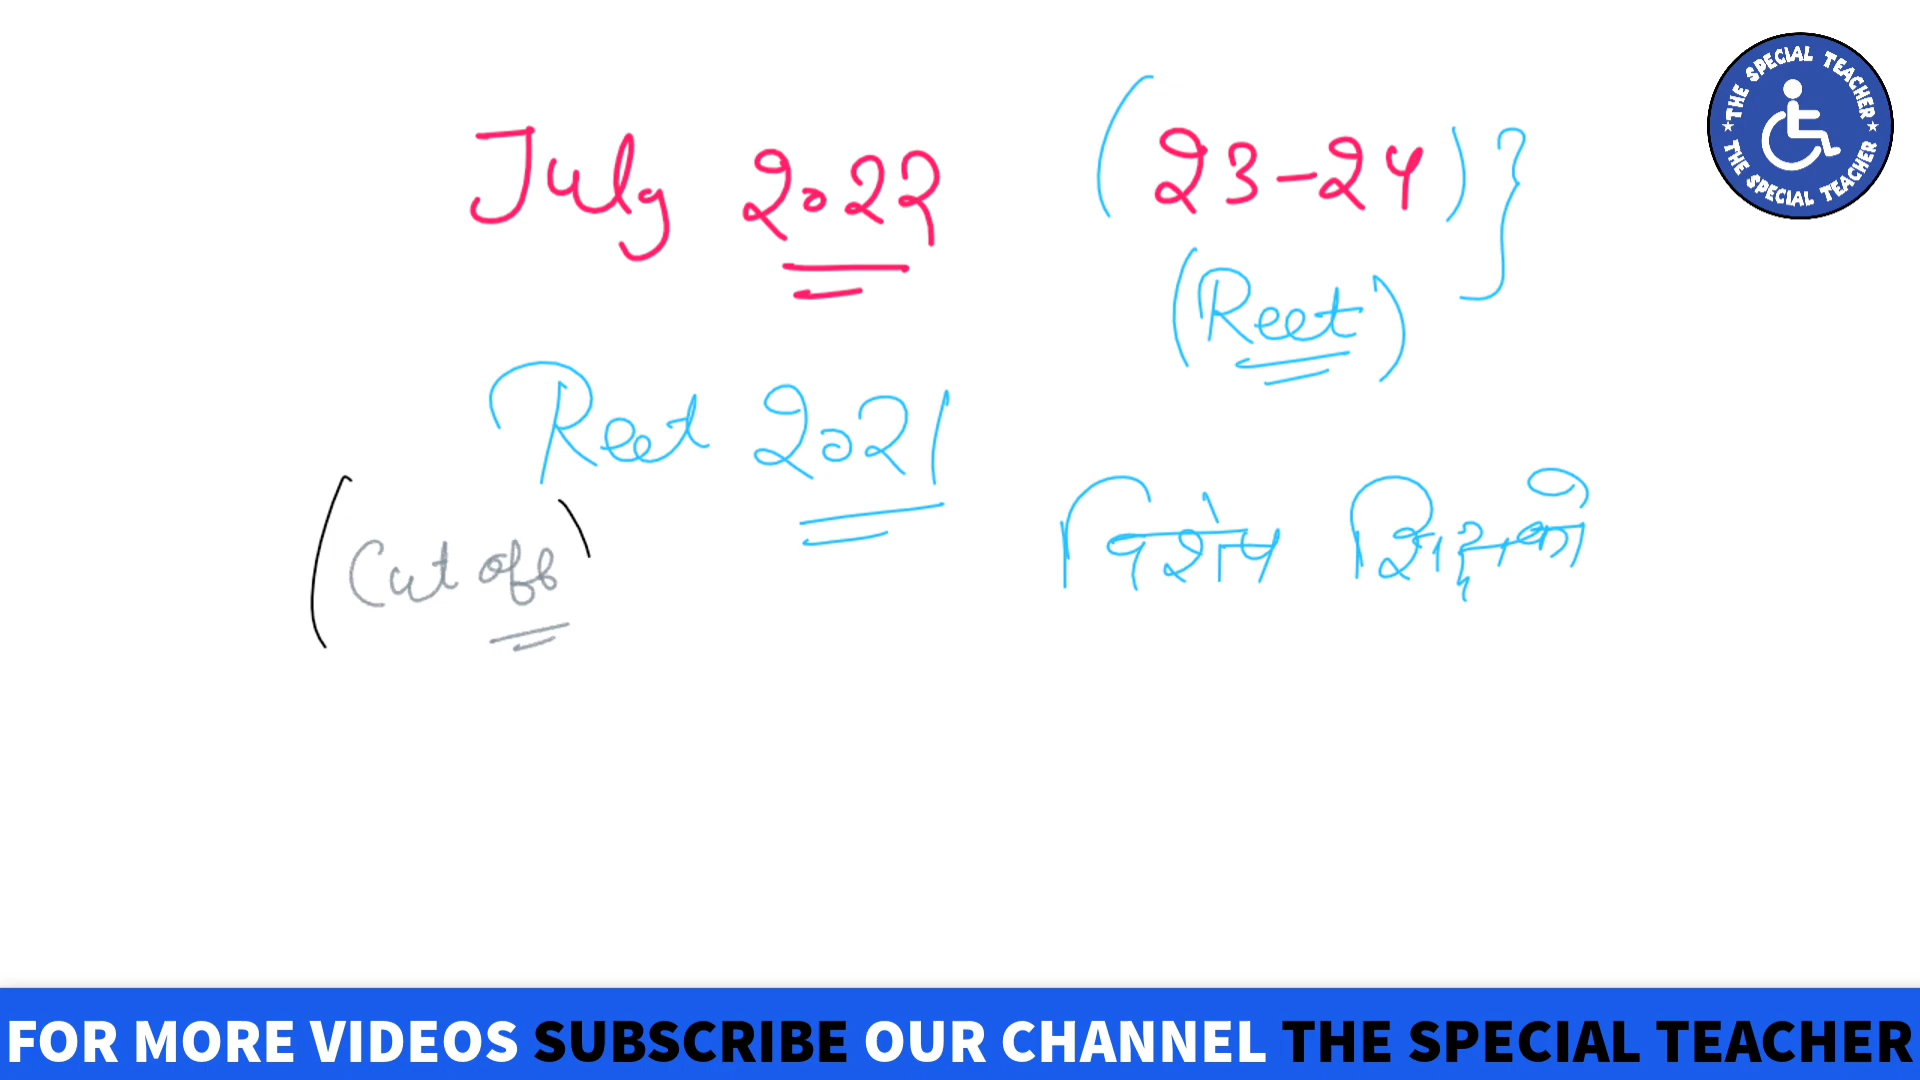 July 2022 (23-24) }
(Reet)
Reet 2021
(Cut off)
विशेष शिक्षको
THE SPECIAL TEACHER
THE SPECIAL TEACHER
FOR MORE VIDEOS SUBSCRIBE OUR CHANNEL THE SPECIAL TEACHER